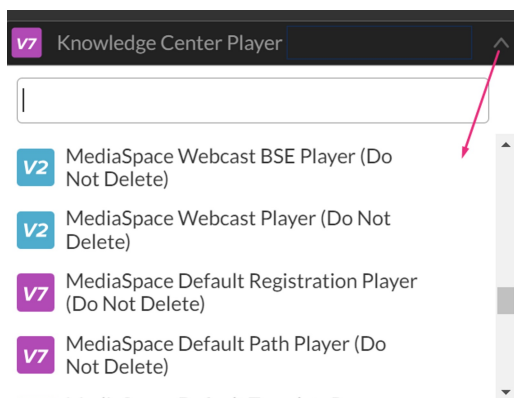 V7 Knowledge Center Player
V2 MediaSpace Webcast BSE Player (Do
Not Delete)
V2 MediaSpace Webcast Player (Do Not
Delete)
V7 MediaSpace Default Registration Player
(Do Not Delete)
V7 MediaSpace Default Path Player (Do
Not Delete)